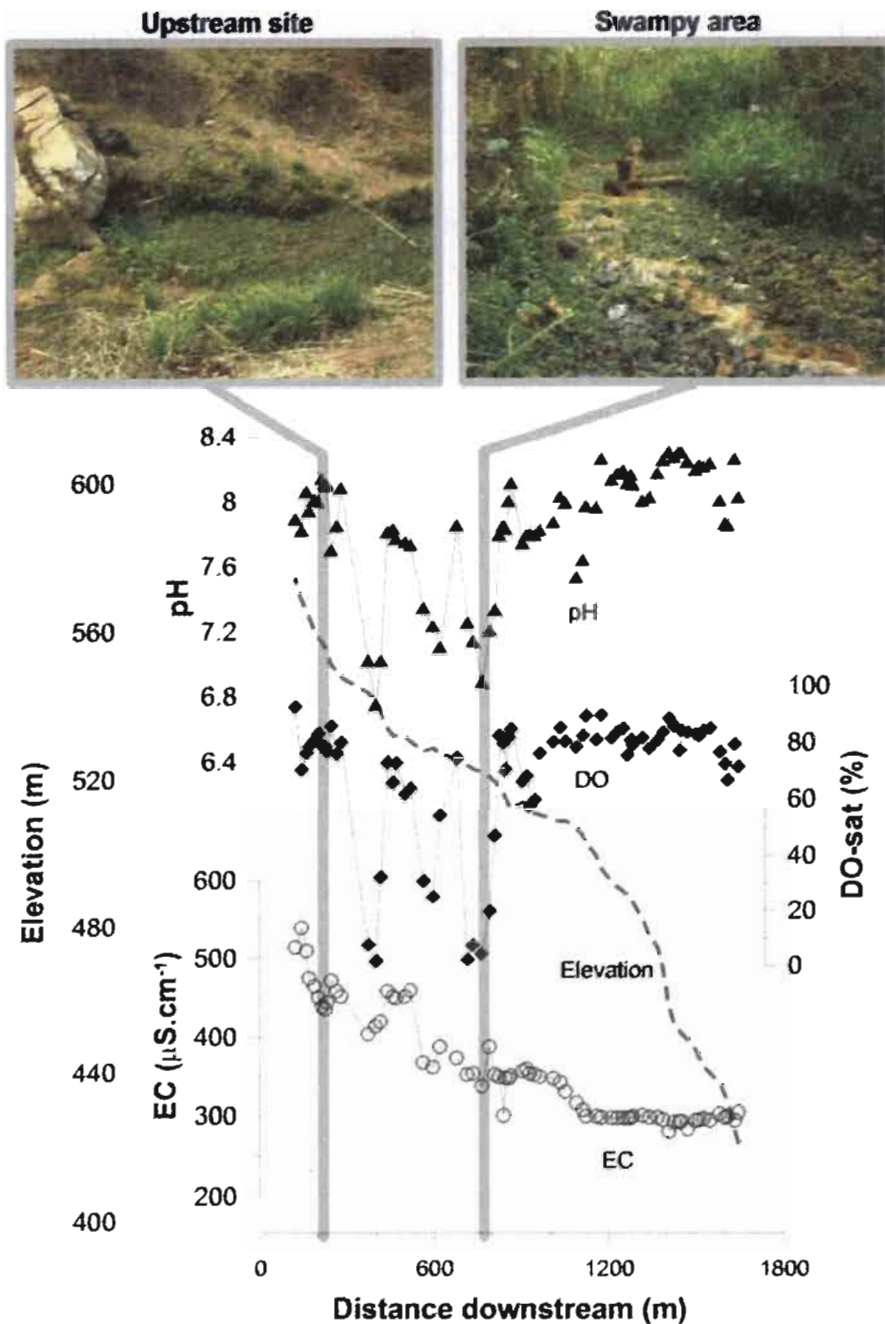 Upstream site
Swampy area
8.4
600
8
pH
7.6
pH
560
7.2
6.8
100
6.4
80
520
DO
60
Elevation (m)
600
40
DO-sat (%)
480
20
500
Elevation
0
EC (μS.cm⁻¹)
400
440
300
EC
200
400
0
600
1200
1800
Distance downstream (m)